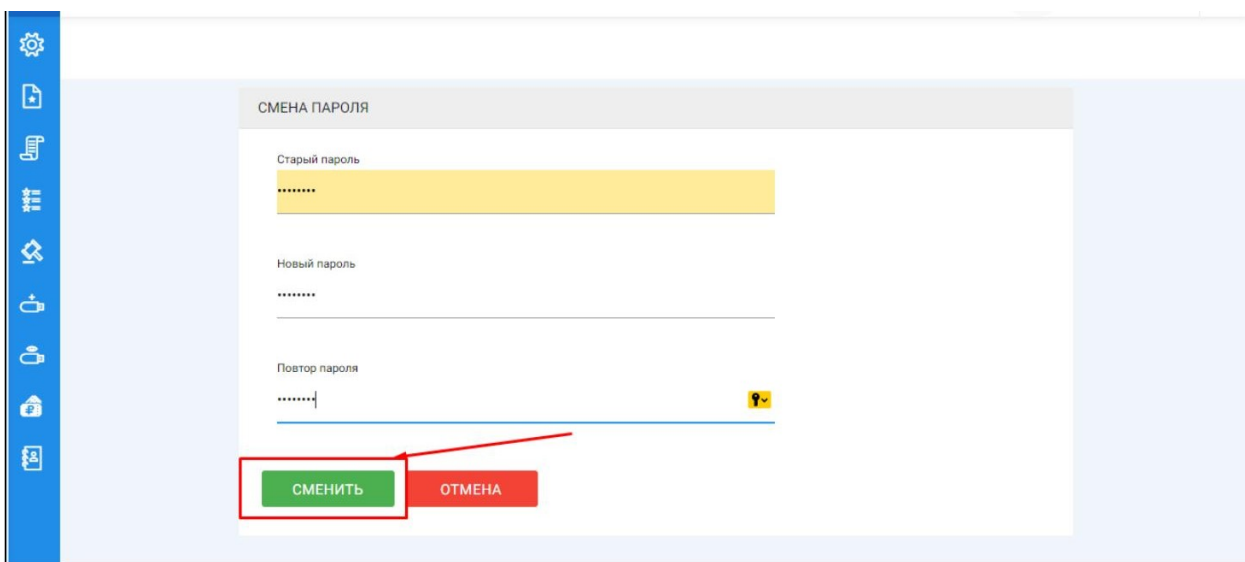 СМЕНА ПАРОЛЯ
Старый пароль
••••••••
Новый пароль
••••••••
Повтор пароля
••••••••
СМЕНИТЬ ОТМЕНА